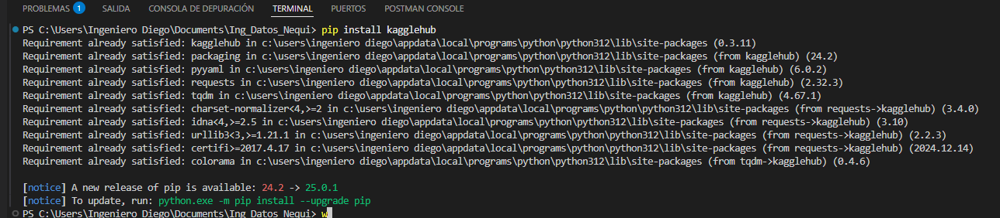 PROBLEMAS 1 SALIDA CONSOLA DE DEPURACIÓN TERMINAL PUERTOS POSTMAN CONSOLE
PS C:\Users\Ingeniero Diego\Documents\Ing_Datos_Nequi> pip install kagglehub
Requirement already satisfied: kagglehub in c:\users\ingeniero diego\appdata\local\programs\python\python312\lib\site-packages (0.3.11)
Requirement already satisfied: packaging in c:\users\ingeniero diego\appdata\local\programs\python\python312\lib\site-packages (from kagglehub) (24.2)
Requirement already satisfied: pyyaml in c:\users\ingeniero diego\appdata\local\programs\python\python312\lib\site-packages (from kagglehub) (6.0.2)
Requirement already satisfied: requests in c:\users\ingeniero diego\appdata\local\programs\python\python312\lib\site-packages (from kagglehub) (2.32.3)
Requirement already satisfied: tqdm in c:\users\ingeniero diego\appdata\local\programs\python\python312\lib\site-packages (from kagglehub) (4.67.1)
Requirement already satisfied: charset-normalizer<4,>=2 in c:\users\ingeniero diego\appdata\local\programs\python\python312\lib\site-packages (from requests->kagglehub) (3.4.0)
Requirement already satisfied: idna<4,>=2.5 in c:\users\ingeniero diego\appdata\local\programs\python\python312\lib\site-packages (from requests->kagglehub) (3.10)
Requirement already satisfied: urllib3<3,>=1.21.1 in c:\users\ingeniero diego\appdata\local\programs\python\python312\lib\site-packages (from requests->kagglehub) (2.2.3)
Requirement already satisfied: certifi>=2017.4.17 in c:\users\ingeniero diego\appdata\local\programs\python\python312\lib\site-packages (from requests->kagglehub) (2024.12.14)
Requirement already satisfied: colorama in c:\users\ingeniero diego\appdata\local\programs\python\python312\lib\site-packages (from tqdm->kagglehub) (0.4.6)
[notice] A new release of pip is available: 24.2 -> 25.0.1
[notice] To update, run: python.exe -m pip install --upgrade pip
PS C:\Users\Ingeniero Diego\Documents\Ing_Datos_Nequi> w